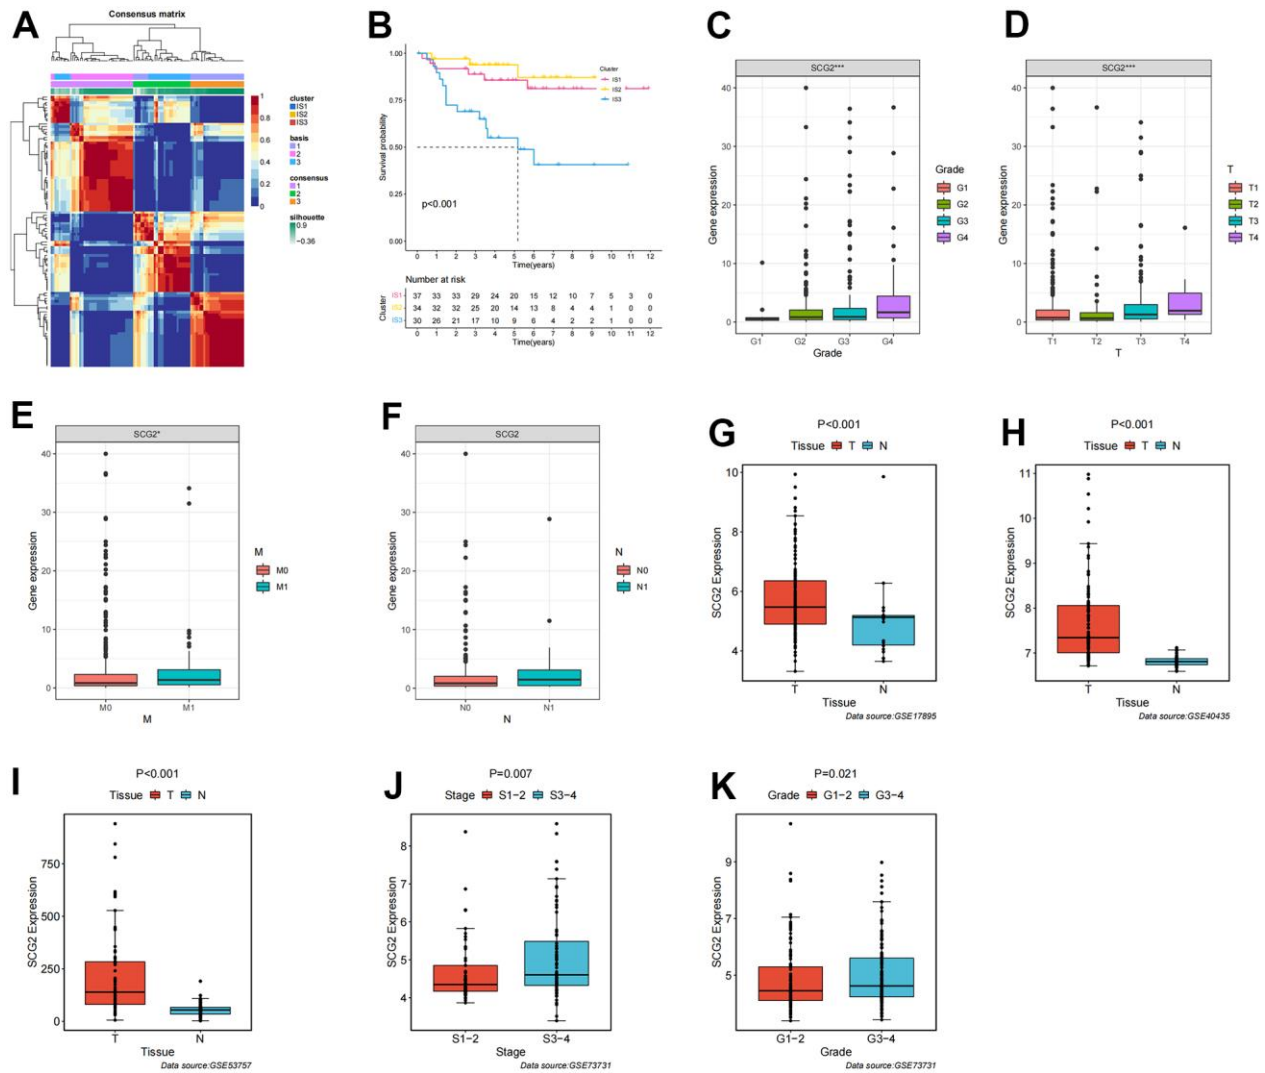 A
Consensus matrix
cluster
IS1
IS2
IS3
basis
1
2
3
consensus
1
2
3
silhouette
0.9
−0.36
1
0.8
0.6
0.4
0.2
0
B
Survival probability
1.00
0.75
0.50
0.25
0.00
p<0.001
Cluster
IS1
IS2
IS3
0 1 2 3 4 5 6 7 8 9 10 11 12
Time(years)
Number at risk
Cluster
IS1 37 33 33 29 24 20 15 12 10 7 5 3 0
IS2 34 32 32 25 20 14 13 8 4 4 1 0 0
IS3 30 26 21 17 10 9 6 4 2 2 1 0 0
0 1 2 3 4 5 6 7 8 9 10 11 12
Time(years)
C
SCG2***
Gene expression
40
30
20
10
0
G1 G2 G3 G4
Grade
Grade
G1
G2
G3
G4
D
SCG2***
Gene expression
40
30
20
10
0
T1 T2 T3 T4
T
T
T1
T2
T3
T4
E
SCG2*
Gene expression
40
30
20
10
0
M0 M1
M
M
M0
M1
F
SCG2
Gene expression
40
30
20
10
0
N0 N1
N
N
N0
N1
G
P<0.001
Tissue T N
SCG2 Expression
10
8
6
4
T N
Tissue
Data source:GSE17895
H
P<0.001
Tissue T N
SCG2 Expression
11
10
9
8
7
T N
Tissue
Data source:GSE40435
I
P<0.001
Tissue T N
SCG2 Expression
750
500
250
0
T N
Tissue
Data source:GSE53757
J
P=0.007
Stage S1−2 S3−4
SCG2 Expression
8
7
6
5
4
S1−2 S3−4
Stage
Data source:GSE73731
K
P=0.021
Grade G1−2 G3−4
SCG2 Expression
9
7
5
G1−2 G3−4
Grade
Data source:GSE73731